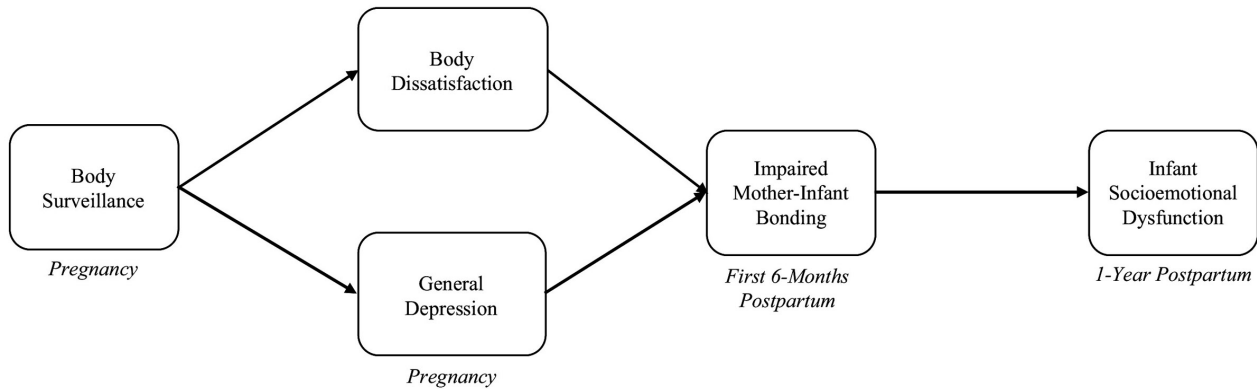 Body
Surveillance
Pregnancy
Body
Dissatisfaction
General
Depression
Pregnancy
Impaired
Mother-Infant
Bonding
First 6-Months
Postpartum
Infant
Socioemotional
Dysfunction
1-Year Postpartum